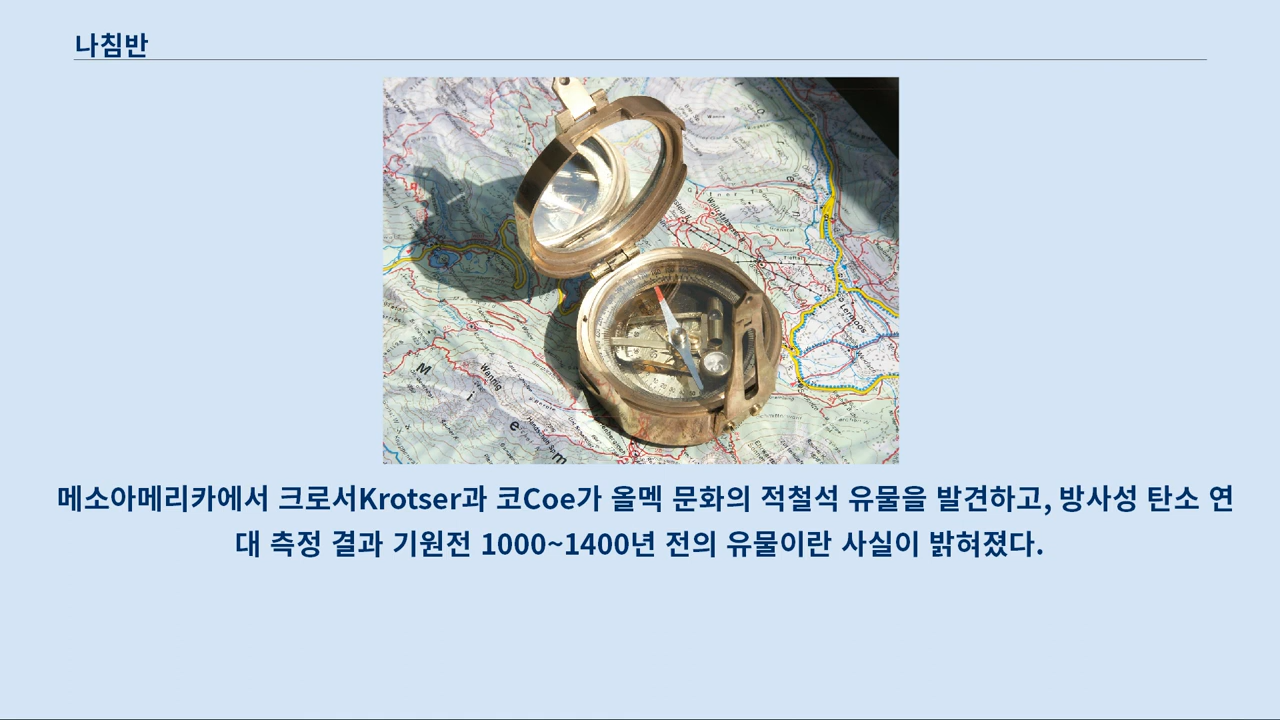 나침반
Lermoos
Wannig
M
i
e
m
메소아메리카에서 크로서Krotser과 코Coe가 올멕 문화의 적철석 유물을 발견하고, 방사성 탄소 연
대 측정 결과 기원전 1000~1400년 전의 유물이란 사실이 밝혀졌다.